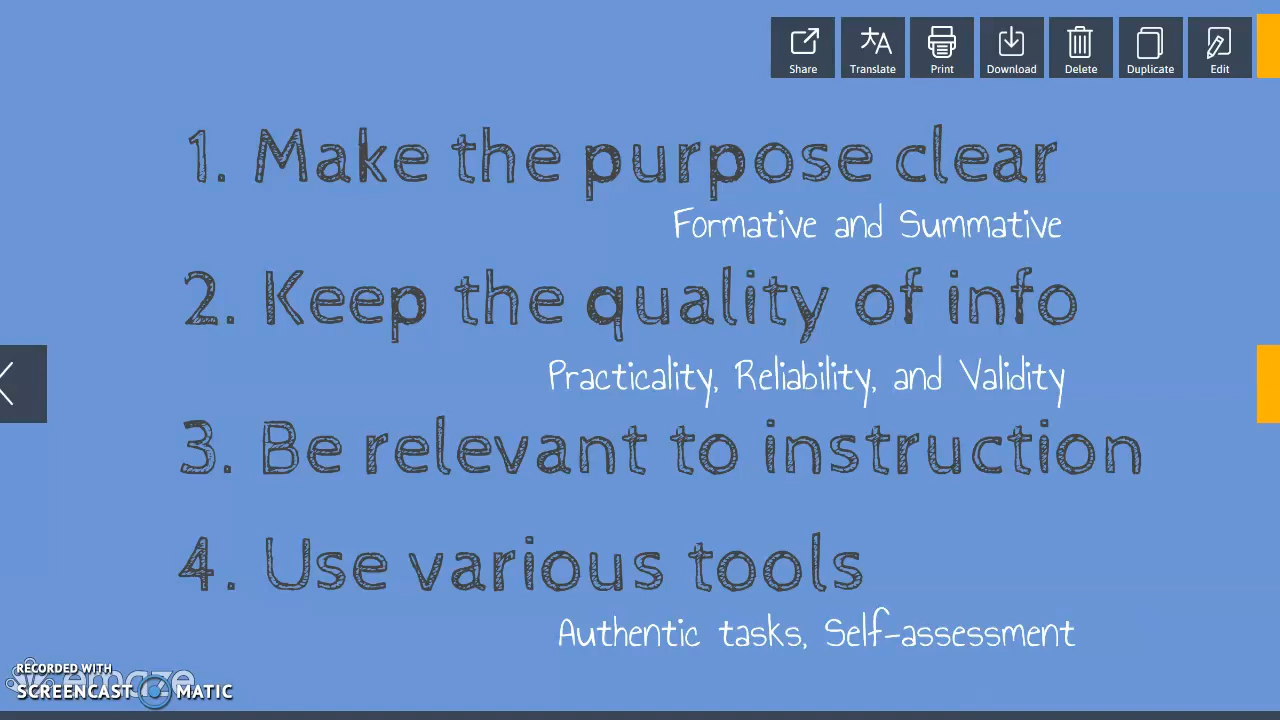 Share Translate Print Download Delete Duplicate Edit
1. Make the purpose clear
Formative and Summative
2. Keep the quality of info
Practicality, Reliability, and Validity
3. Be relevant to instruction
4. Use various tools
Authentic tasks, Self-assessment
RECORDED WITH
emaze
SCREENCAST MATIC